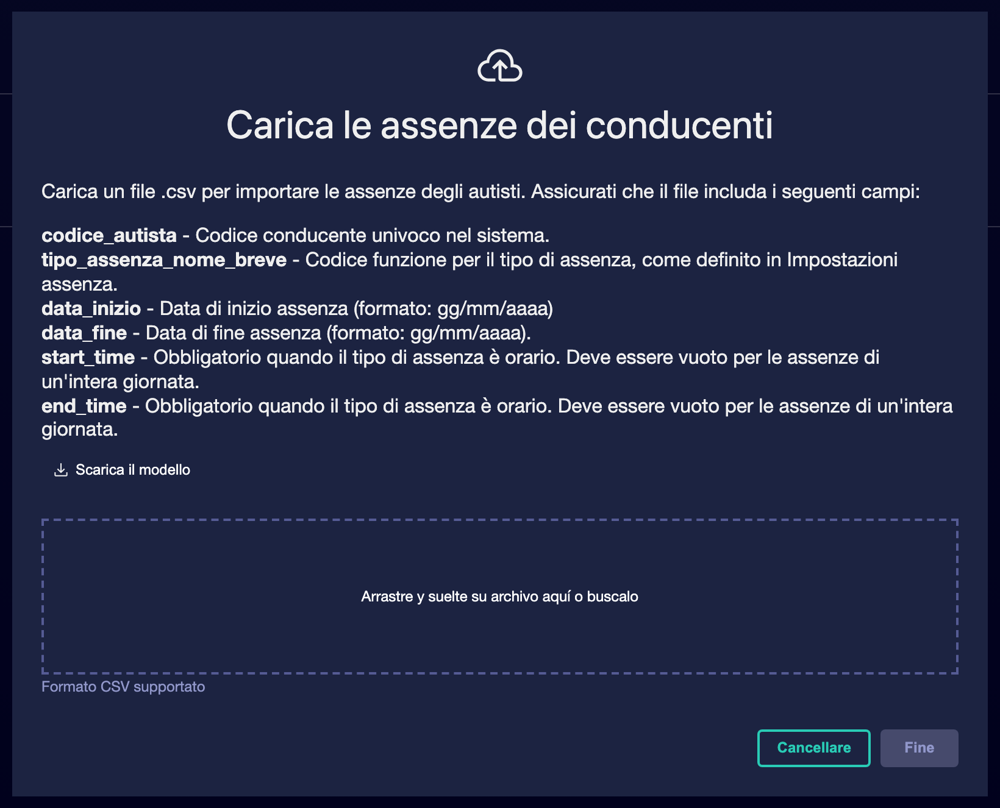 Carica le assenze dei conducenti
Carica un file .csv per importare le assenze degli autisti. Assicurati che il file includa i seguenti campi:
codice_autista - Codice conducente univoco nel sistema.
tipo_assenza_nome_breve - Codice funzione per il tipo di assenza, come definito in Impostazioni
assenza.
data_inizio - Data di inizio assenza (formato: gg/mm/aaaa)
data_fine - Data di fine assenza (formato: gg/mm/aaaa).
start_time - Obbligatorio quando il tipo di assenza è orario. Deve essere vuoto per le assenze di
un'intera giornata.
end_time - Obbligatorio quando il tipo di assenza è orario. Deve essere vuoto per le assenze di un'intera
giornata.
Scarica il modello
Arrastre y suelte su archivo aquí o buscalo
Formato CSV supportato
Cancellare
Fine